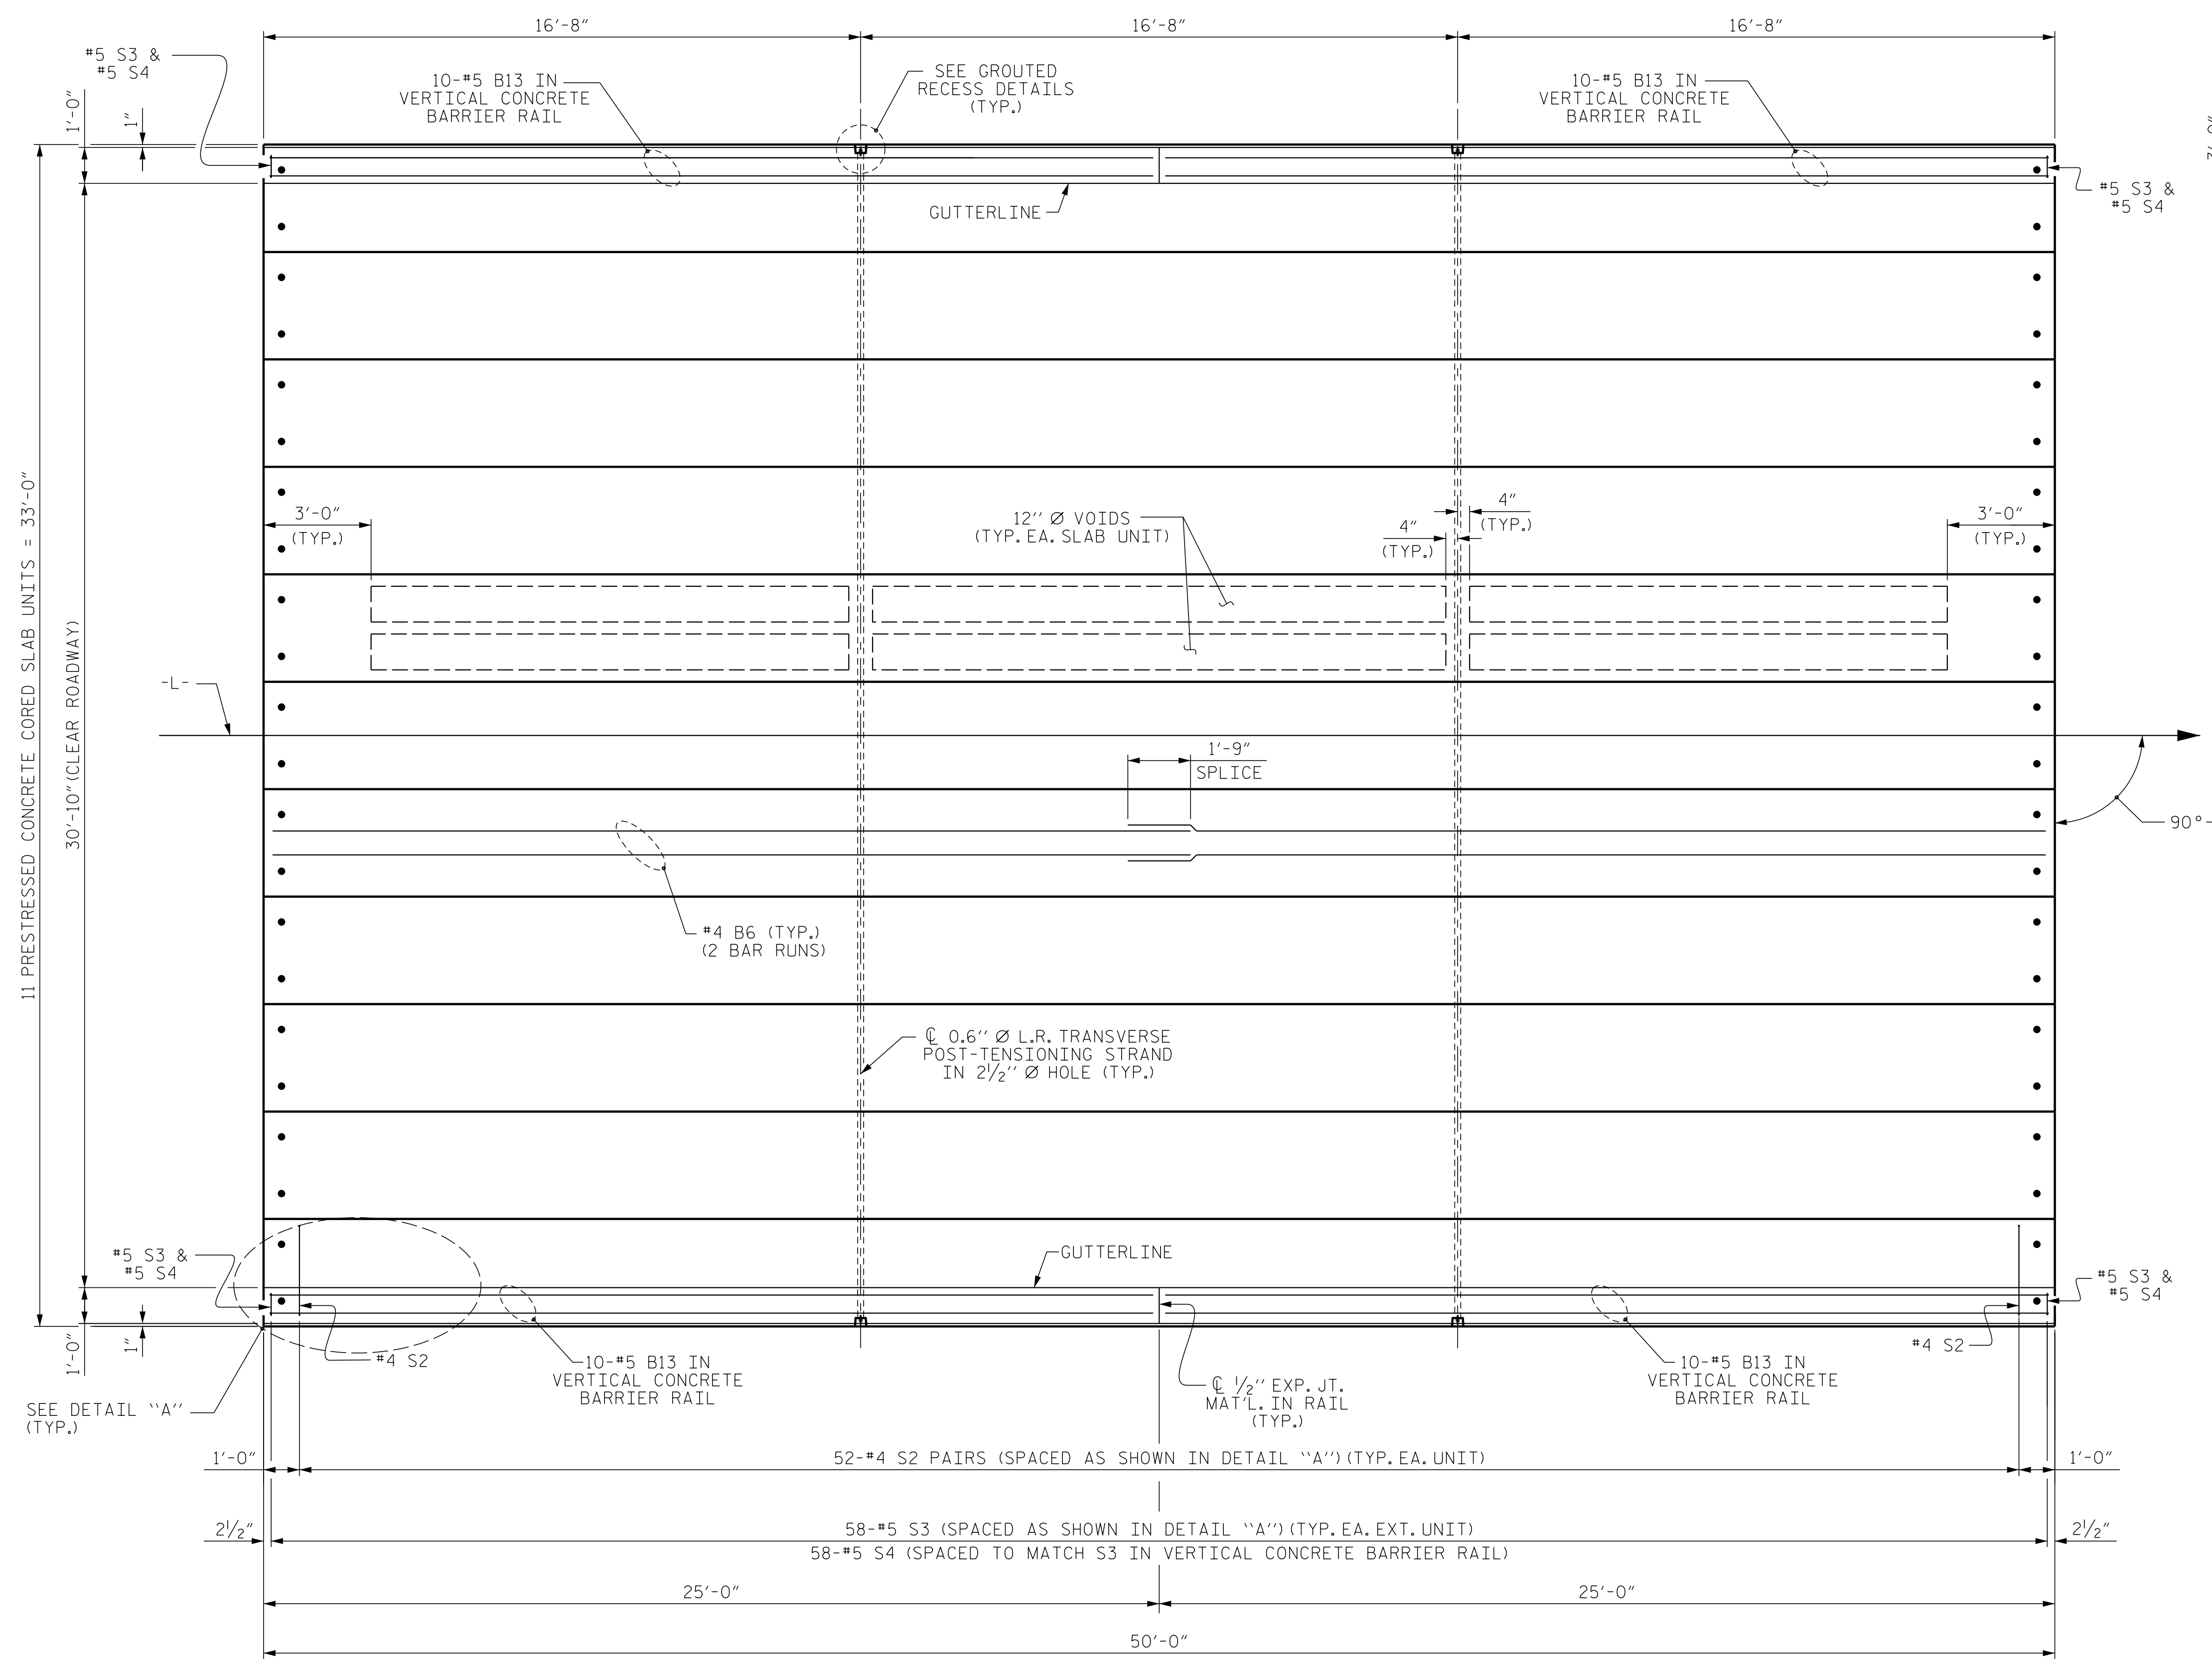 16'-8"
16'-8"
16'-8"
#5 S3 &
#5 S4
10-#5 B13 IN
VERTICAL CONCRETE
BARRIER RAIL
SEE GROUTED
RECESS DETAILS
(TYP.)
10-#5 B13 IN
VERTICAL CONCRETE
BARRIER RAIL
1'-0"
1"
#5 S3 &
#5 S4
GUTTERLINE
11 PRESTRESSED CONCRETE CORED SLAB UNITS = 33'-0"
30'-10" (CLEAR ROADWAY)
3'-0"
(TYP.)
12'' Ø VOIDS
(TYP. EA. SLAB UNIT)
4"
(TYP.)
4"
(TYP.)
3'-0"
(TYP.)
-L-
1'-9"
SPLICE
90°
#4 B6 (TYP.)
(2 BAR RUNS)
℄ 0.6'' Ø L.R. TRANSVERSE
POST-TENSIONING STRAND
IN 2½'' Ø HOLE (TYP.)
#5 S3 &
#5 S4
GUTTERLINE
#5 S3 &
#5 S4
1'-0"
1"
#4 S2
#4 S2
10-#5 B13 IN
VERTICAL CONCRETE
BARRIER RAIL
℄ ½'' EXP. JT.
MAT'L. IN RAIL
(TYP.)
10-#5 B13 IN
VERTICAL CONCRETE
BARRIER RAIL
SEE DETAIL ``A''
(TYP.)
1'-0"
52-#4 S2 PAIRS (SPACED AS SHOWN IN DETAIL ``A'') (TYP. EA. UNIT)
1'-0"
2½"
58-#5 S3 (SPACED AS SHOWN IN DETAIL ``A'') (TYP. EA. EXT. UNIT)
2½"
58-#5 S4 (SPACED TO MATCH S3 IN VERTICAL CONCRETE BARRIER RAIL)
25'-0"
25'-0"
50'-0"